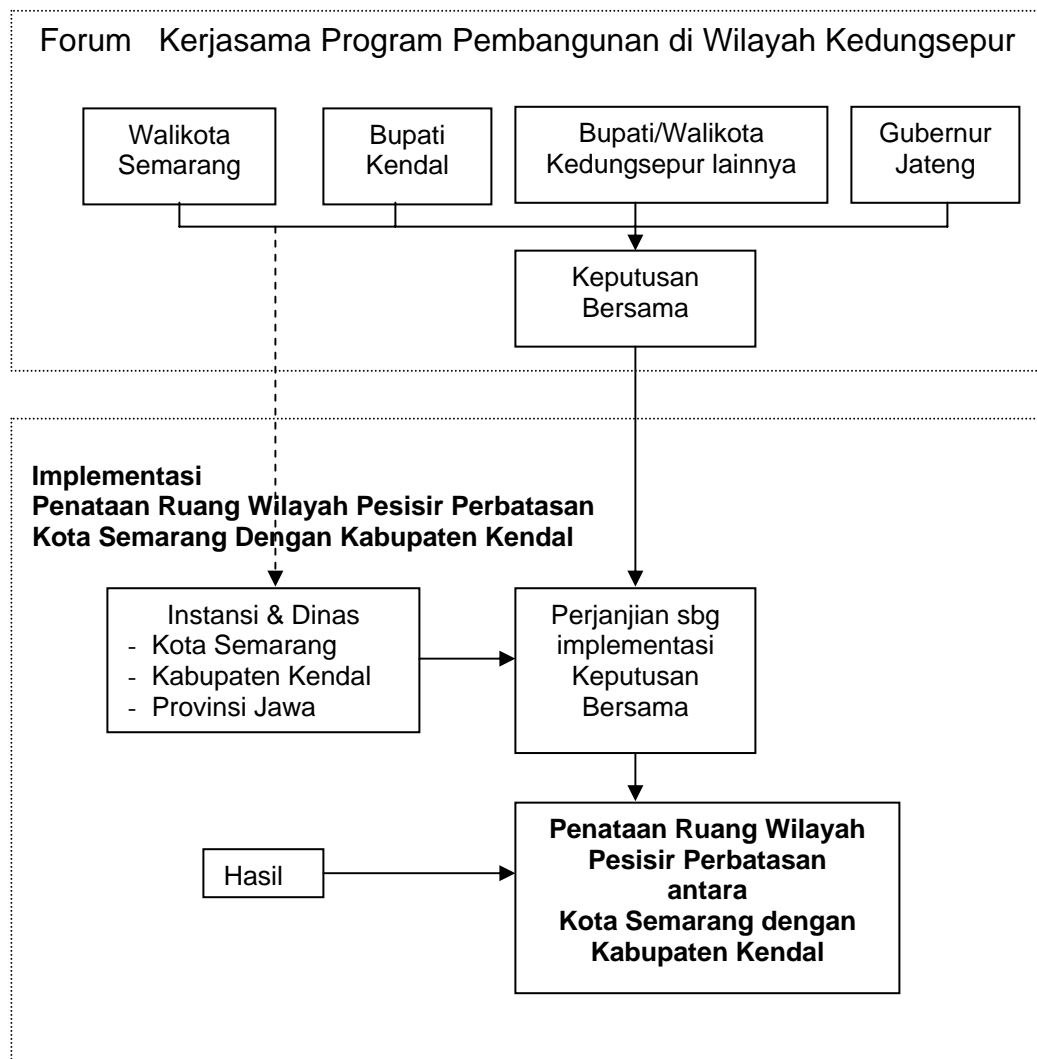 Forum Kerjasama Program Pembangunan di Wilayah Kedungsepur
Walikota
Semarang
Bupati
Kendal
Bupati/Walikota
Kedungsepur lainnya
Gubernur
Jateng
Keputusan
Bersama
Implementasi
Penataan Ruang Wilayah Pesisir Perbatasan
Kota Semarang Dengan Kabupaten Kendal
Instansi & Dinas
- Kota Semarang
- Kabupaten Kendal
- Provinsi Jawa
Perjanjian sbg
implementasi
Keputusan
Bersama
Hasil
Penataan Ruang Wilayah
Pesisir Perbatasan
antara
Kota Semarang dengan
Kabupaten Kendal